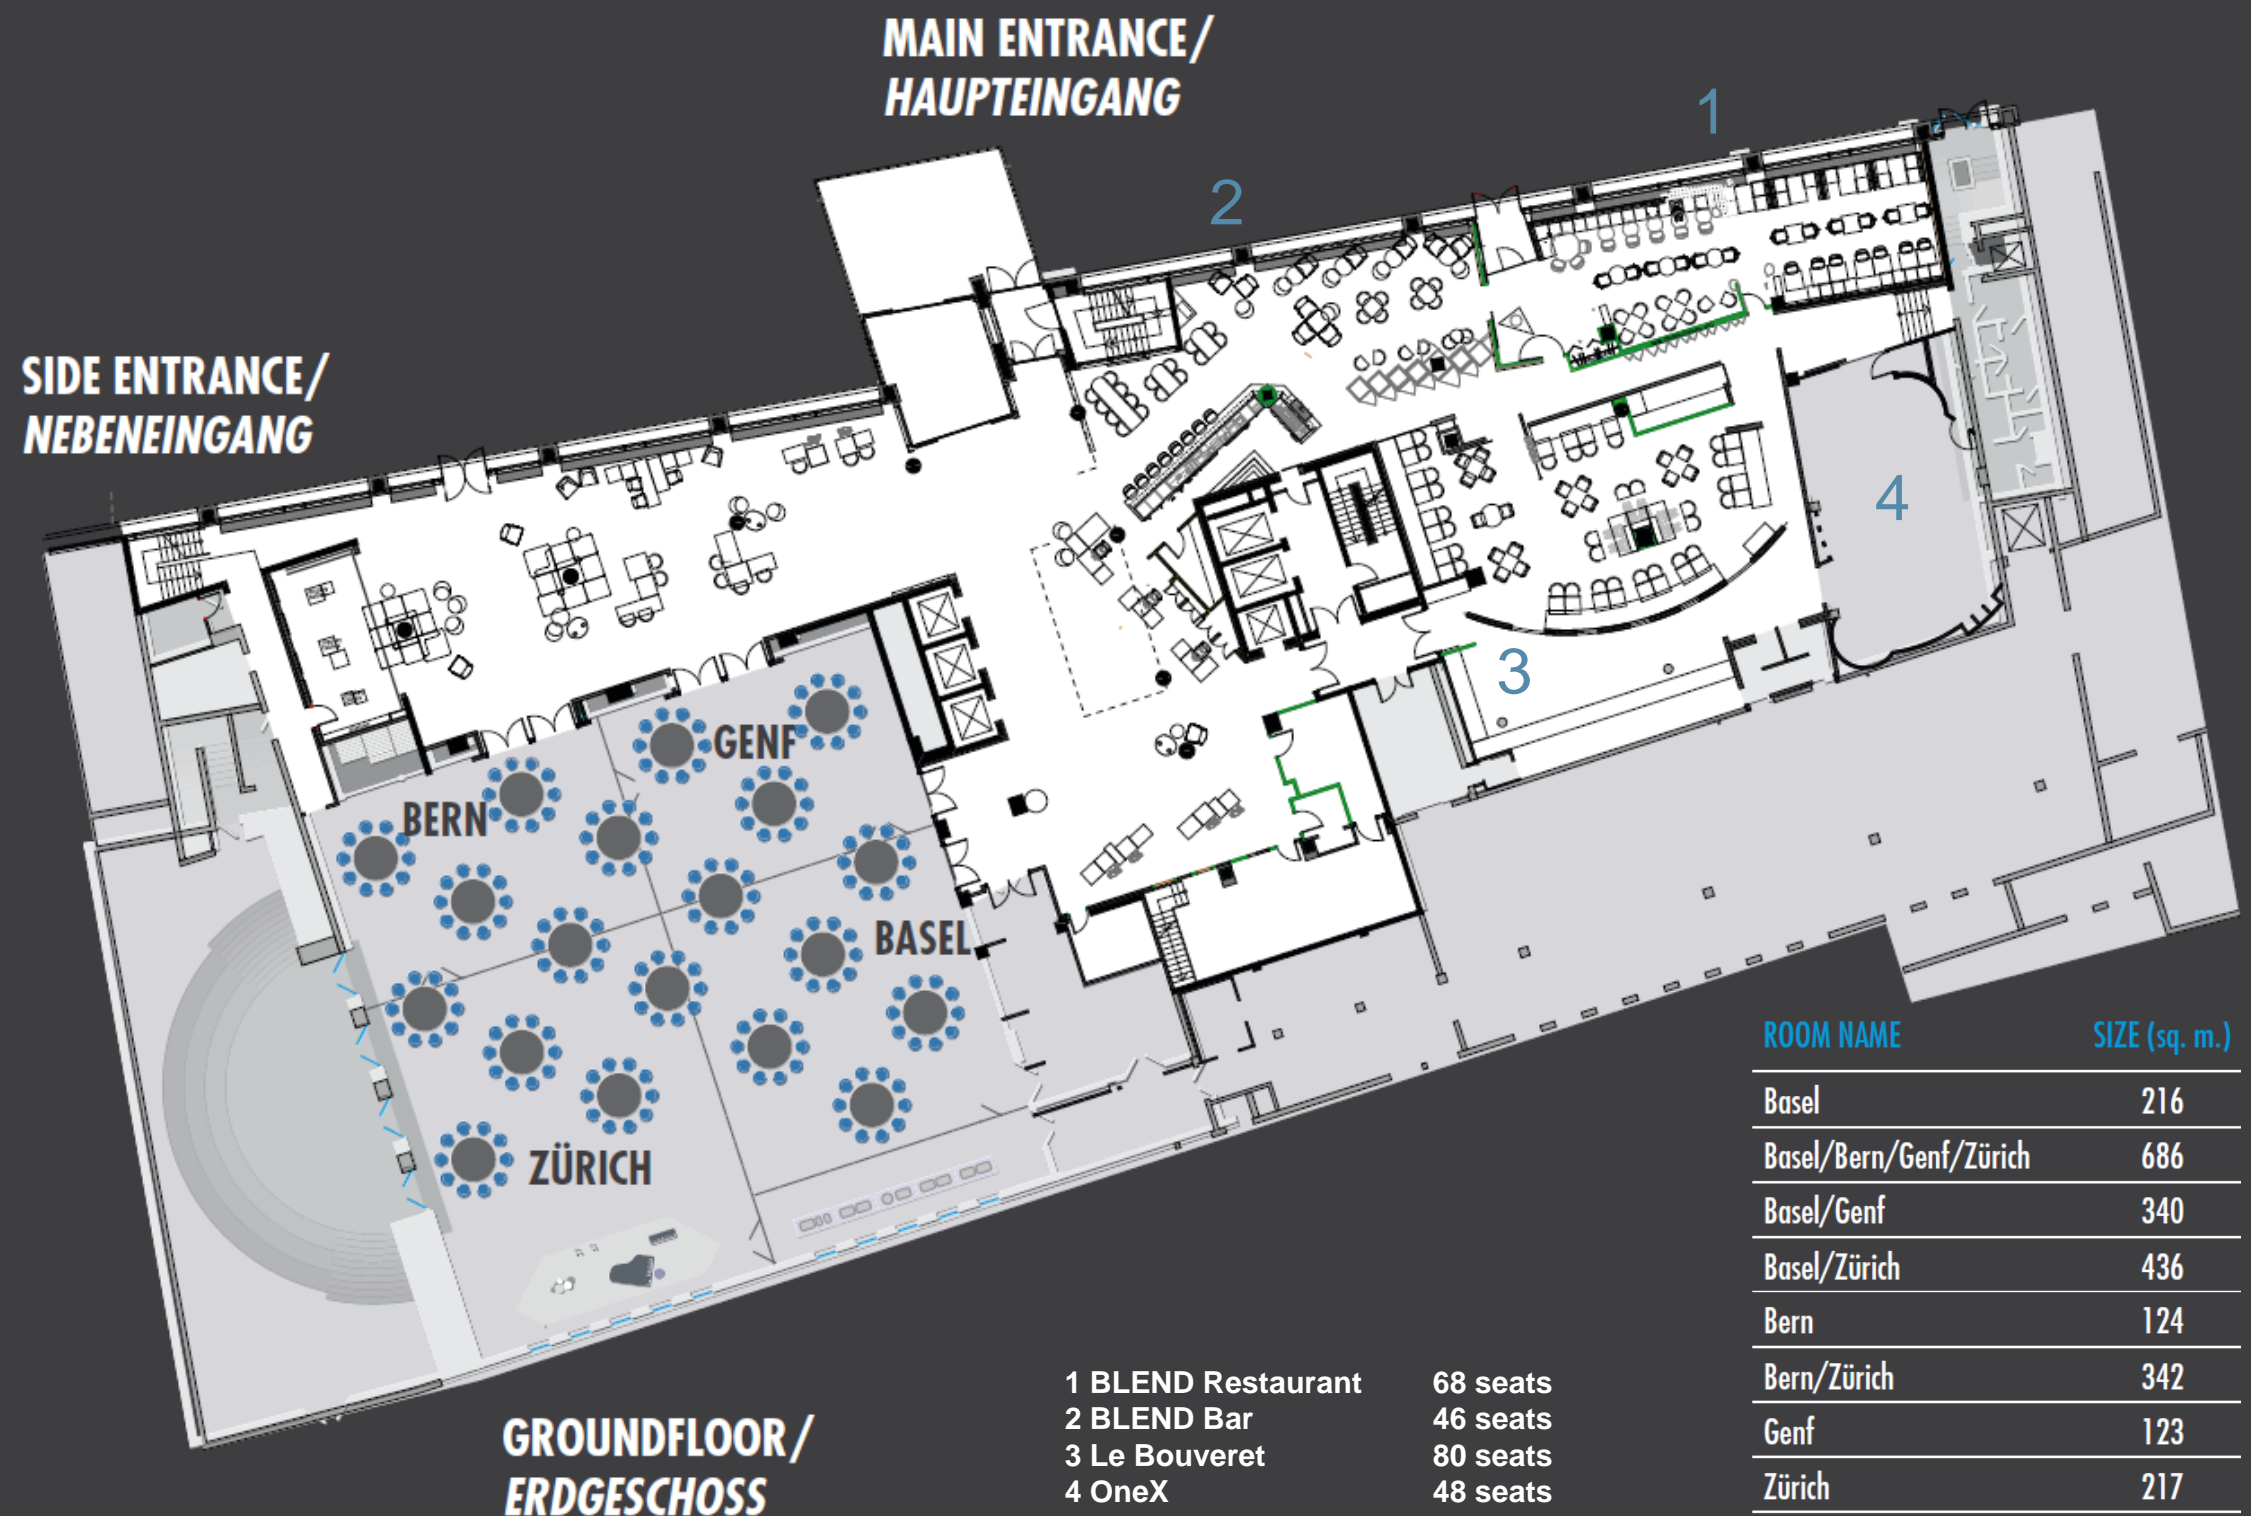 MAIN ENTRANCE/
HAUPTEINGANG
1
2
SIDE ENTRANCE/
NEBENEINGANG
4
3
GENF
BERN
BASEL
ZÜRICH
ROOM NAME SIZE (sq. m.)
Basel 216
Basel/Bern/Genf/Zürich 686
Basel/Genf 340
Basel/Zürich 436
Bern 124
Bern/Zürich 342
Genf 123
Zürich 217
1 BLEND Restaurant 68 seats
2 BLEND Bar 46 seats
3 Le Bouveret 80 seats
4 OneX 48 seats
GROUNDFLOOR/
ERDGESCHOSS